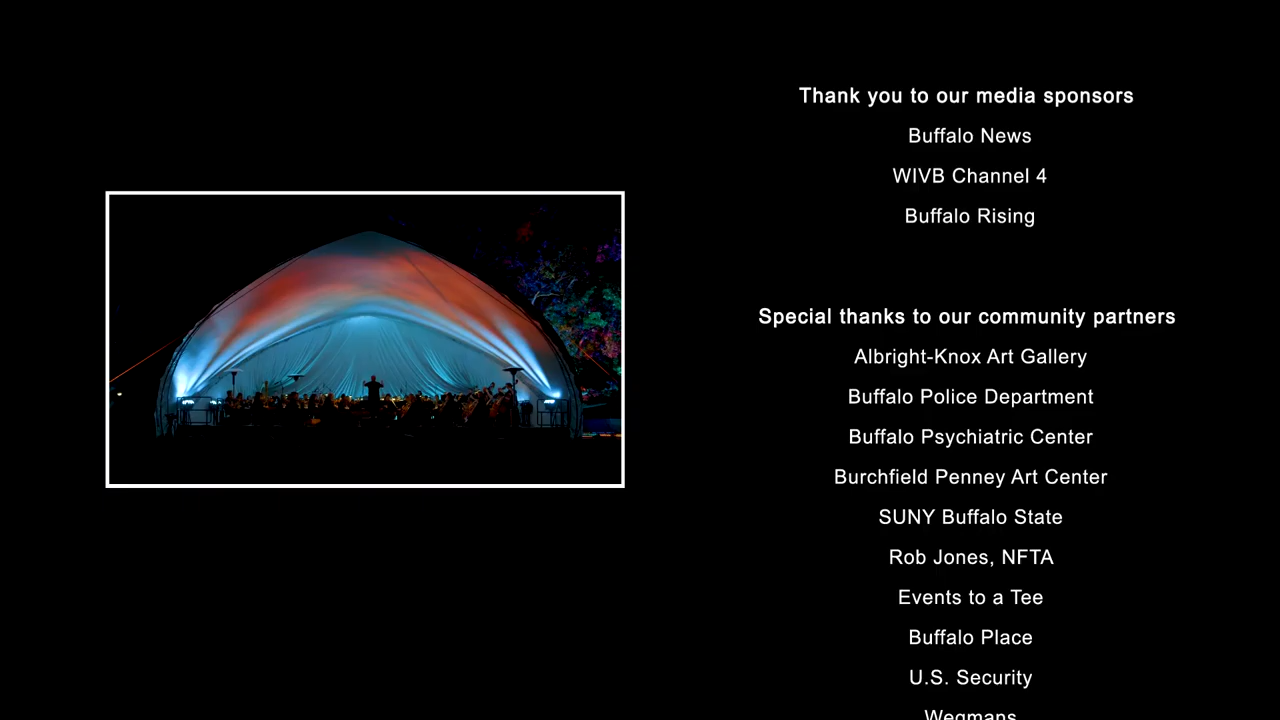 Thank you to our media sponsors
Buffalo News
WIVB Channel 4
Buffalo Rising
Special thanks to our community partners
Albright-Knox Art Gallery
Buffalo Police Department
Buffalo Psychiatric Center
Burchfield Penney Art Center
SUNY Buffalo State
Rob Jones, NFTA
Events to a Tee
Buffalo Place
U.S. Security
Wegmans